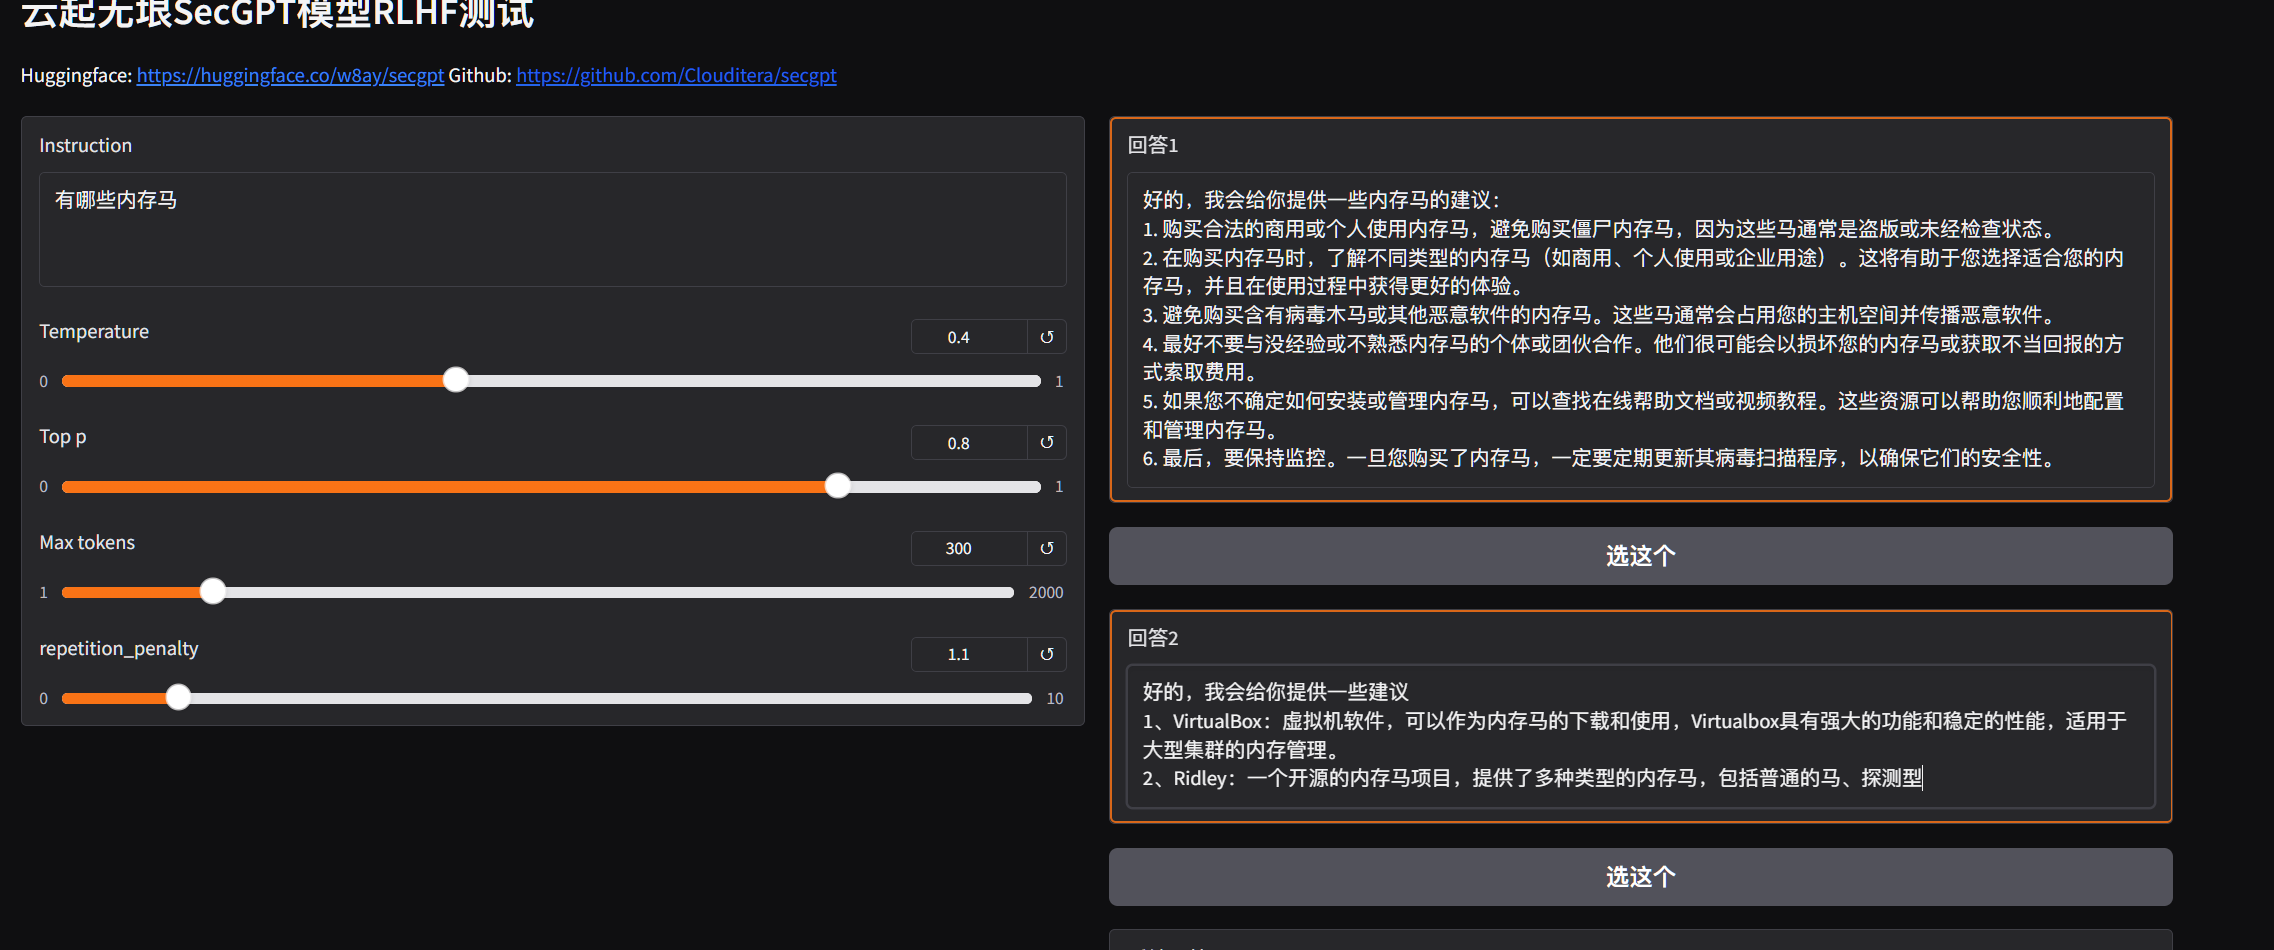 云起无垠SecGPT模型RLHF测试
Huggingface: https://huggingface.co/w8ay/secgpt Github: https://github.com/Clouditera/secgpt
Instruction
有哪些内存马
Temperature
0.4
↺
0
1
Top p
0.8
↺
0
1
Max tokens
300
↺
1
2000
repetition_penalty
1.1
↺
0
10
回答1
好的，我会给你提供一些内存马的建议：
1. 购买合法的商用或个人使用内存马，避免购买僵尸内存马，因为这些马通常是盗版或未经检查状态。
2. 在购买内存马时，了解不同类型的内存马（如商用、个人使用或企业用途）。这将有助于您选择适合您的内
存马，并且在使用过程中获得更好的体验。
3. 避免购买含有病毒木马或其他恶意软件的内存马。这些马通常会占用您的主机空间并传播恶意软件。
4. 最好不要与没经验或不熟悉内存马的个体或团伙合作。他们很可能会以损坏您的内存马或获取不当回报的方
式索取费用。
5. 如果您不确定如何安装或管理内存马，可以查找在线帮助文档或视频教程。这些资源可以帮助您顺利地配置
和管理内存马。
6. 最后，要保持监控。一旦您购买了内存马，一定要定期更新其病毒扫描程序，以确保它们的安全性。
选这个
回答2
好的，我会给你提供一些建议
1、VirtualBox：虚拟机软件，可以作为内存马的下载和使用，Virtualbox具有强大的功能和稳定的性能，适用于
大型集群的内存管理。
2、Ridley：一个开源的内存马项目，提供了多种类型的内存马，包括普通的马、探测型
选这个